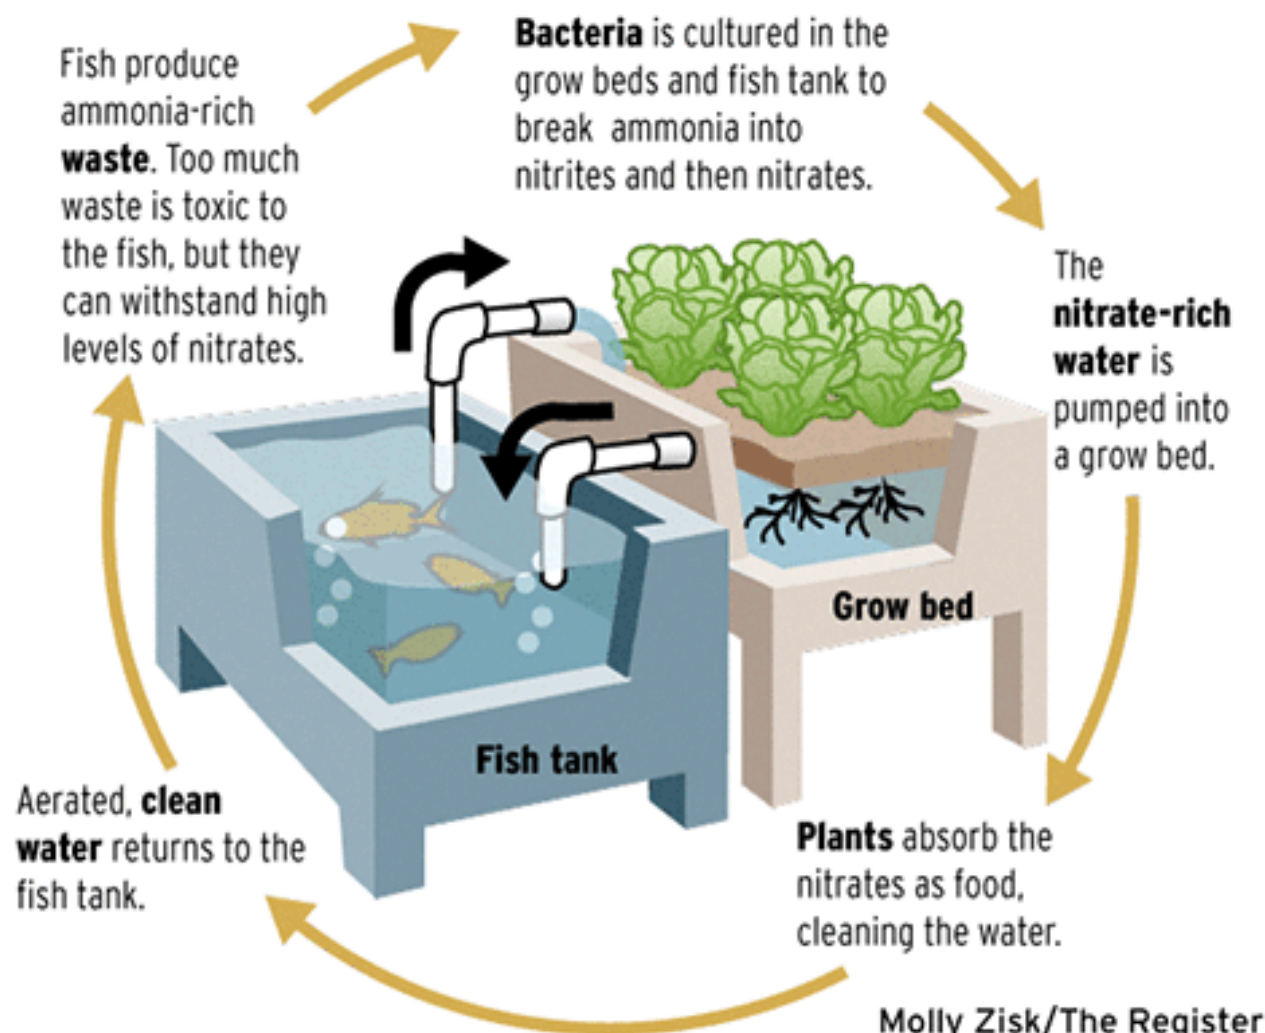 Fish produce
ammonia-rich
waste. Too much
waste is toxic to
the fish, but they
can withstand high
levels of nitrates.
Bacteria is cultured in the
grow beds and fish tank to
break ammonia into
nitrites and then nitrates.
The
nitrate-rich
water is
pumped into
a grow bed.
Grow bed
Fish tank
Plants absorb the
nitrates as food,
cleaning the water.
Aerated, clean
water returns to the
fish tank.
Molly Zisk/The Register